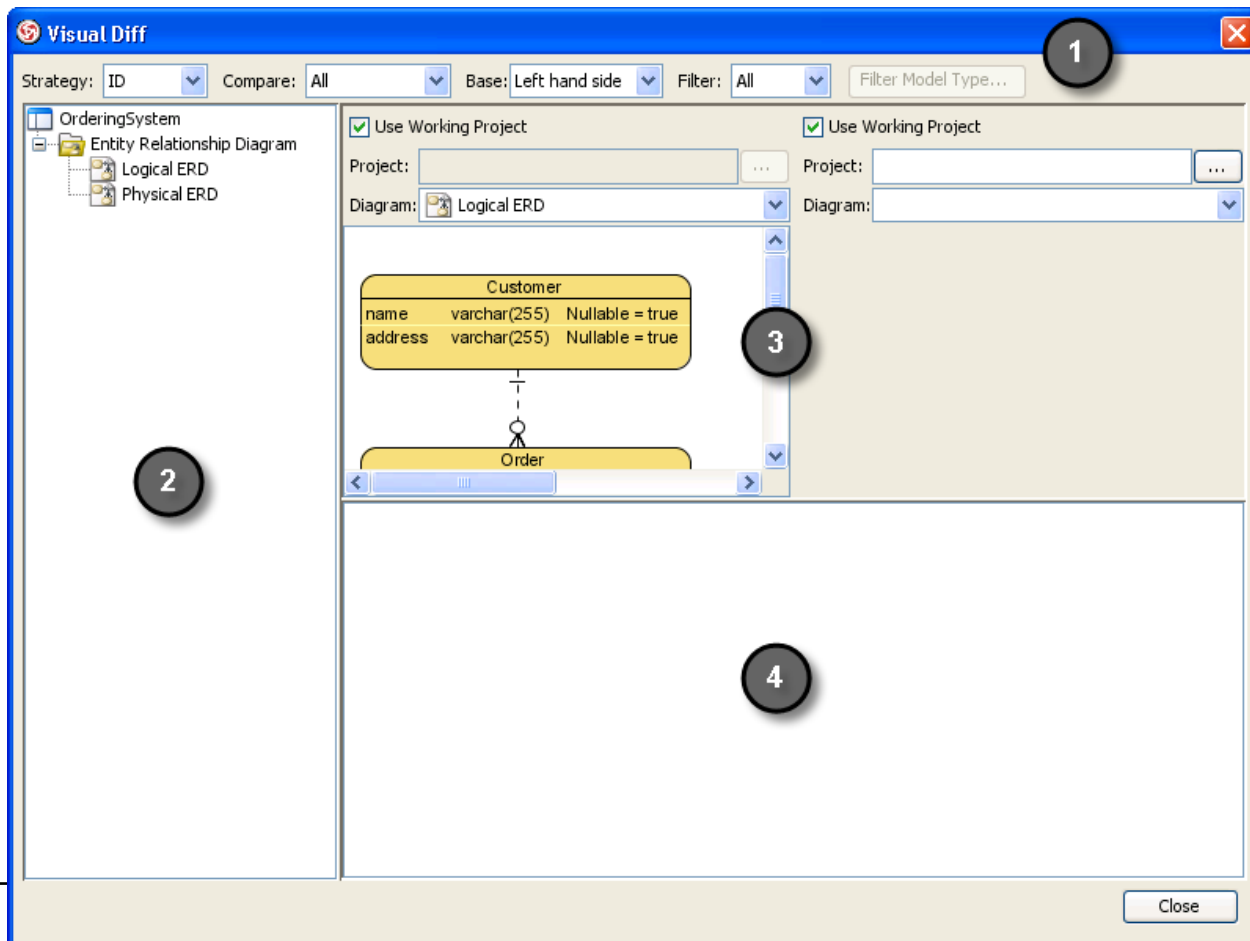 Visual Diff
1
Strategy: ID Compare: All Base: Left hand side Filter: All Filter Model Type...
OrderingSystem
Entity Relationship Diagram
Logical ERD
Physical ERD
2
Use Working Project
Project: ...
Diagram: Logical ERD
Customer
name varchar(255) Nullable = true
address varchar(255) Nullable = true
Order
3
Use Working Project
Project: ...
Diagram:
4
Close